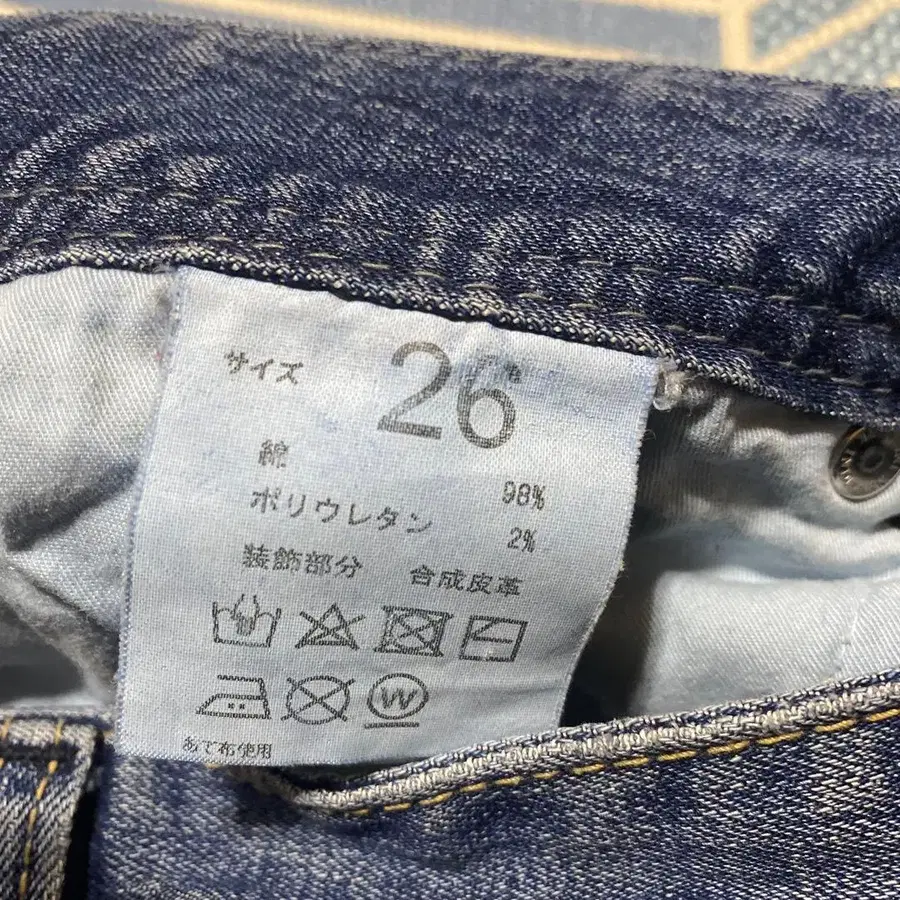 サイズ 26
綿 98%
ポリウレタン 2%
装飾部分 合成皮革
W
あて布使用